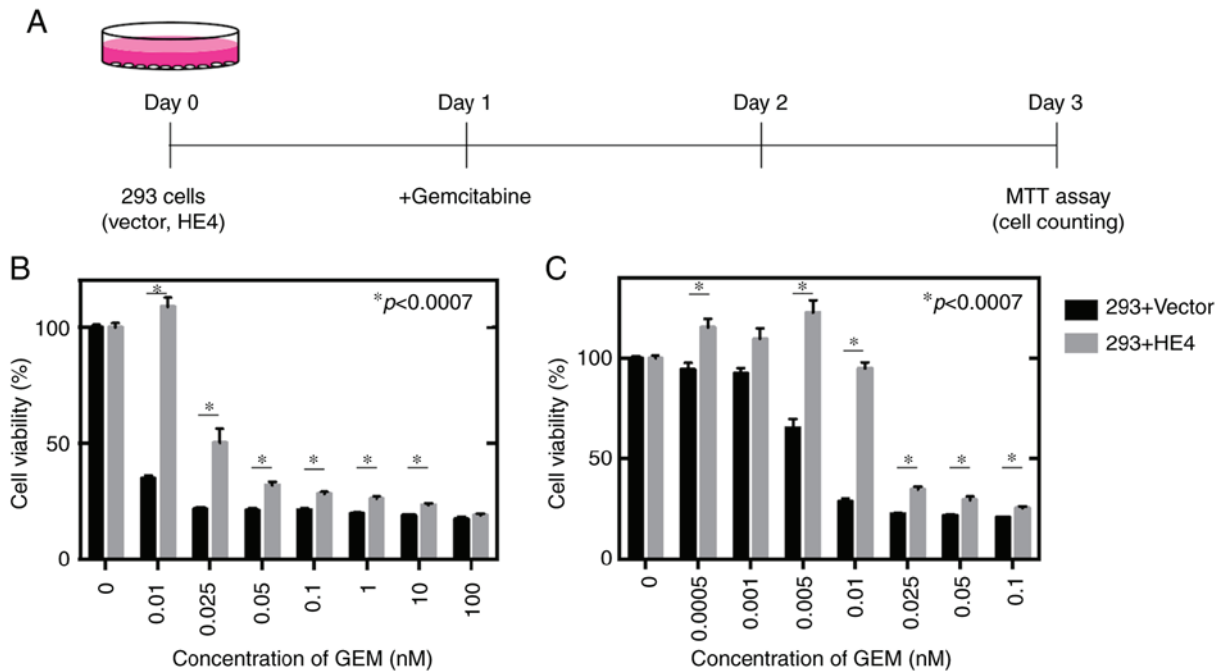 A
Day 0
Day 1
Day 2
Day 3
293 cells
(vector, HE4)
+Gemcitabine
MTT assay
(cell counting)
B
*p<0.0007
Cell viability (%)
100
50
0
*
*
*
*
*
*
0
0.01
0.025
0.05
0.1
1
10
100
Concentration of GEM (nM)
C
*p<0.0007
Cell viability (%)
100
50
0
*
*
*
*
*
*
0
0.0005
0.001
0.005
0.01
0.025
0.05
0.1
Concentration of GEM (nM)
293+Vector
293+HE4